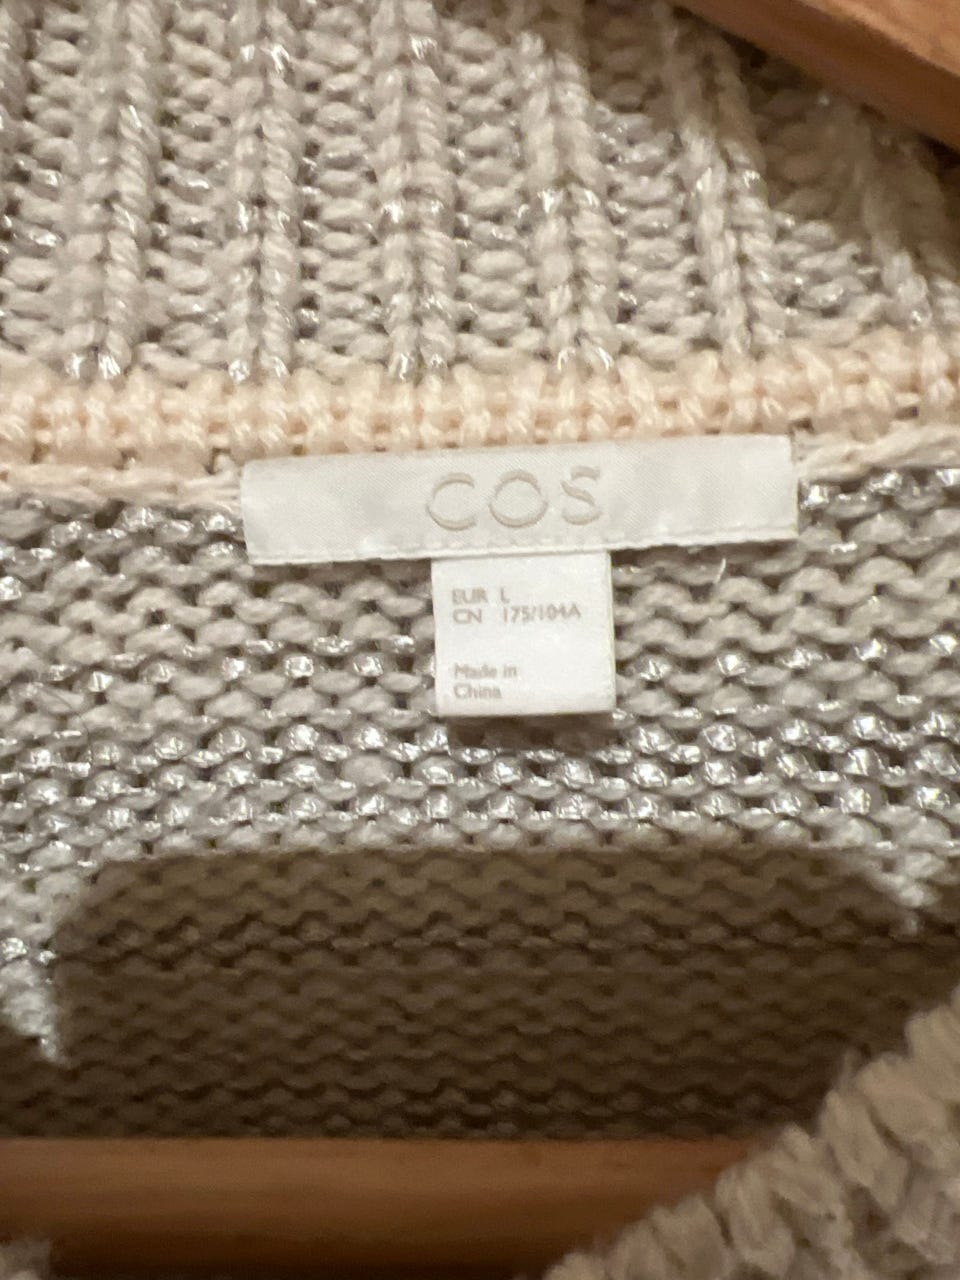 COS
EUR L
CN 175/104A
Made in
China